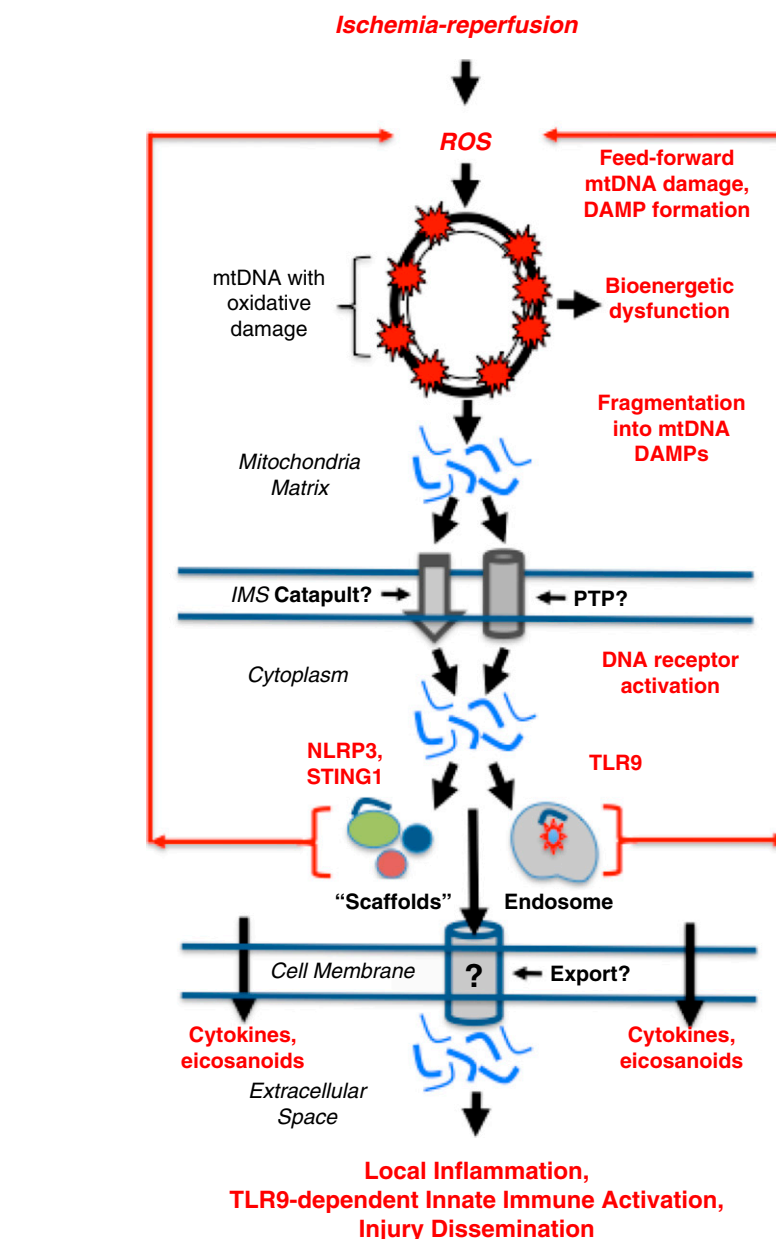 Ischemia-reperfusion
ROS
Feed-forward
mtDNA damage,
DAMP formation
mtDNA with
oxidative
damage
Bioenergetic
dysfunction
Fragmentation
into mtDNA
DAMPs
Mitochondria
Matrix
IMS Catapult?
PTP?
Cytoplasm
DNA receptor
activation
NLRP3,
STING1
TLR9
“Scaffolds”
Endosome
Cell Membrane
?
Export?
Cytokines,
eicosanoids
Cytokines,
eicosanoids
Extracellular
Space
Local Inflammation,
TLR9-dependent Innate Immune Activation,
Injury Dissemination